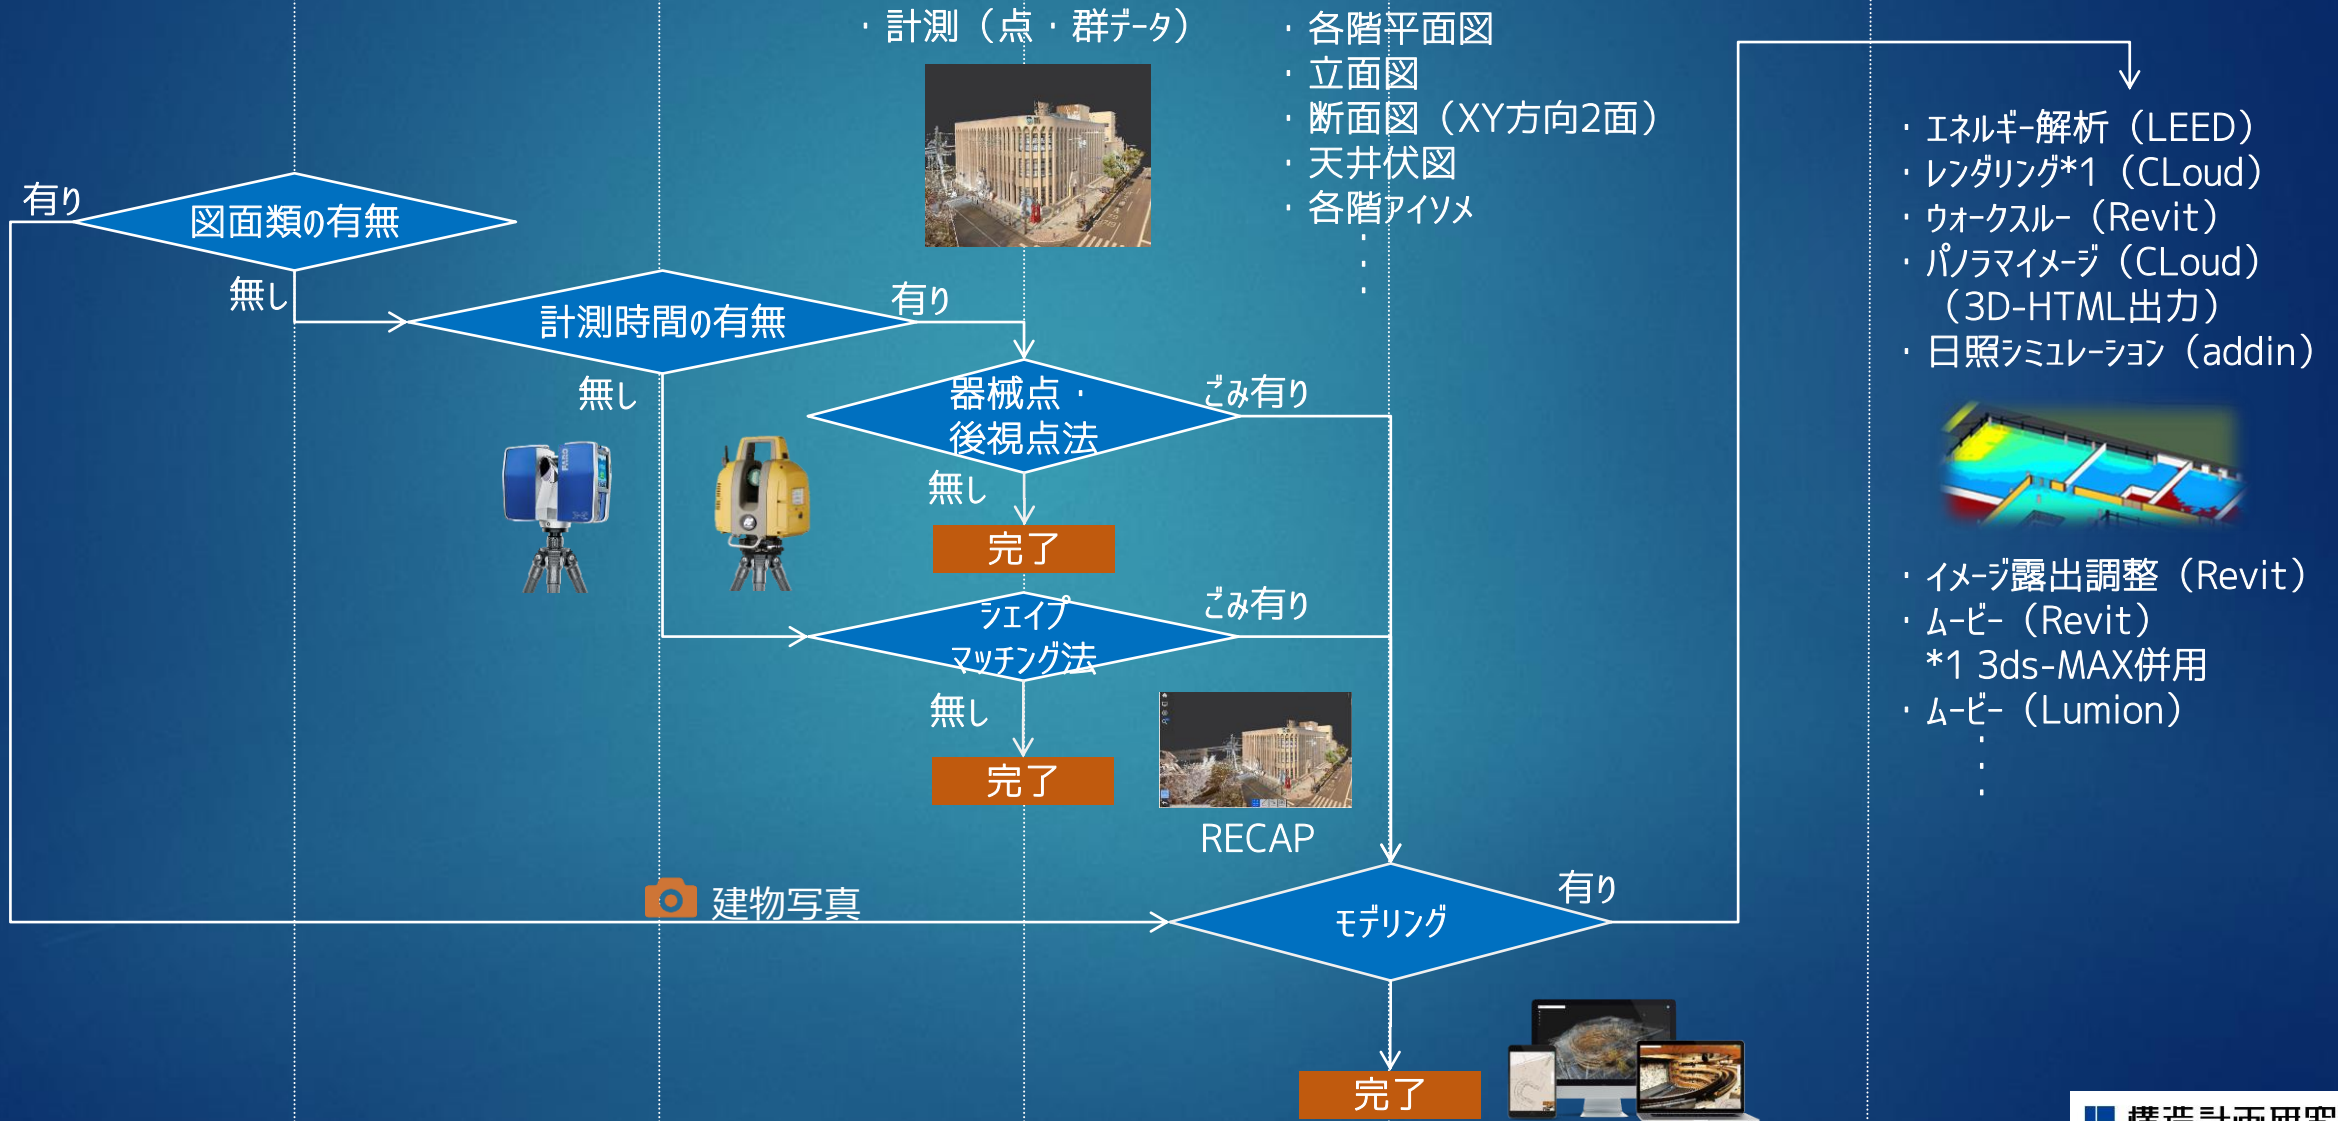 ・計測（点・群データ）
・各階平面図
・立面図
・断面図（XY方向2面）
・天井伏図
・各階アイソメ
・
・
・
有り
図面類の有無
無し
計測時間の有無
有り
無し
器械点・
後視点法
ごみ有り
無し
完了
シェイプ
マッチング法
ごみ有り
無し
完了
FARO
RECAP
建物写真
モデリング
有り
完了
・エネルギー解析（LEED）
・レンダリング*1（CLoud）
・ウォークスルー（Revit）
・パノラマイメージ（CLoud）
（3D-HTML出力）
・日照シミュレーション（addin）
・イメージ露出調整（Revit）
・ムービー（Revit）
*1 3ds-MAX併用
・ムービー（Lumion）
・
・
・
構造計画研究